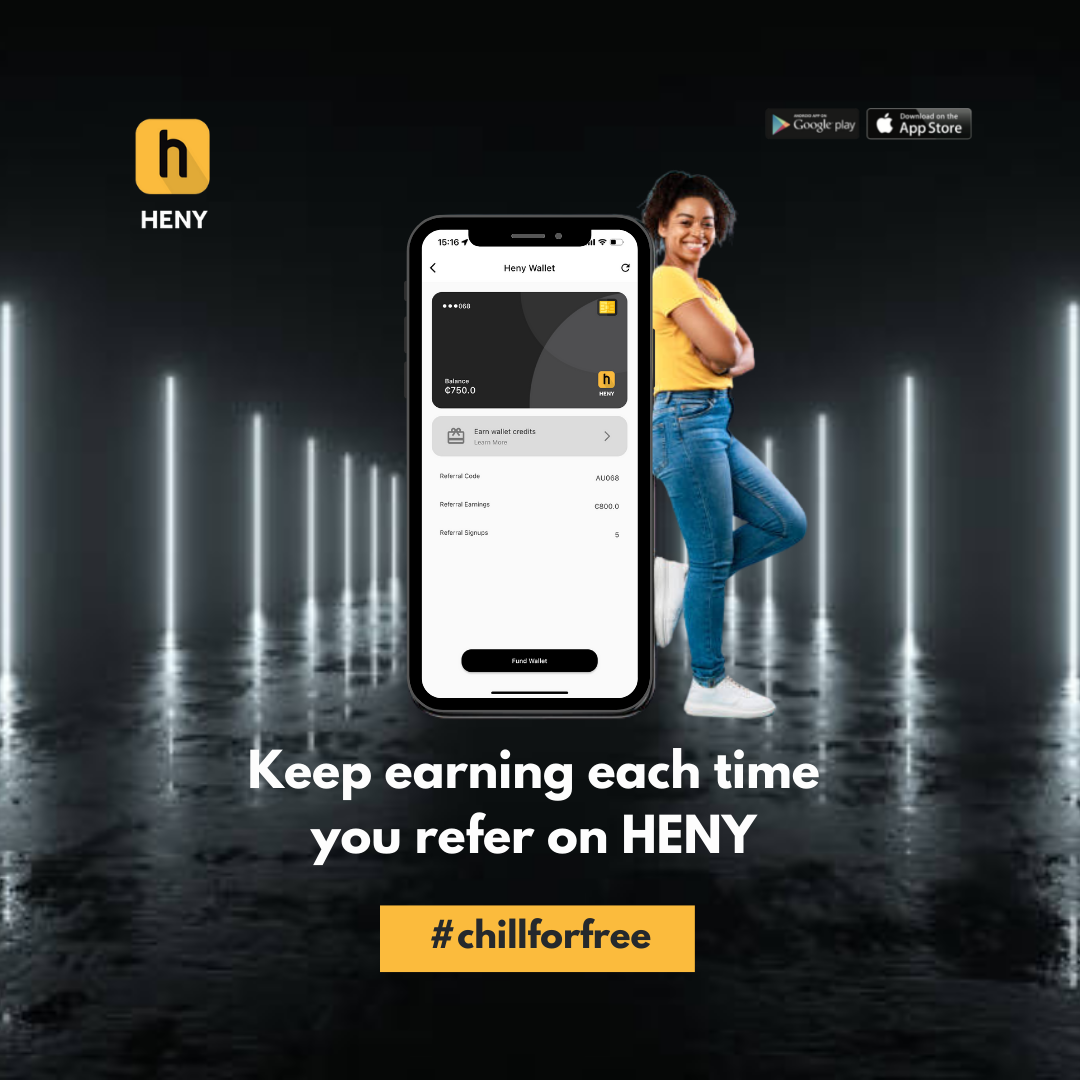 h
HENY
ANDROID APP ON
Google play
Download on the
App Store
15:16
Heny Wallet
●●●068
Balance
₵750.0
h
HENY
Earn wallet credits
Learn More
Referral Code AU068
Referral Earnings ₵800.0
Referral Signups 5
Fund Wallet
Keep earning each time
you refer on HENY
#chillforfree